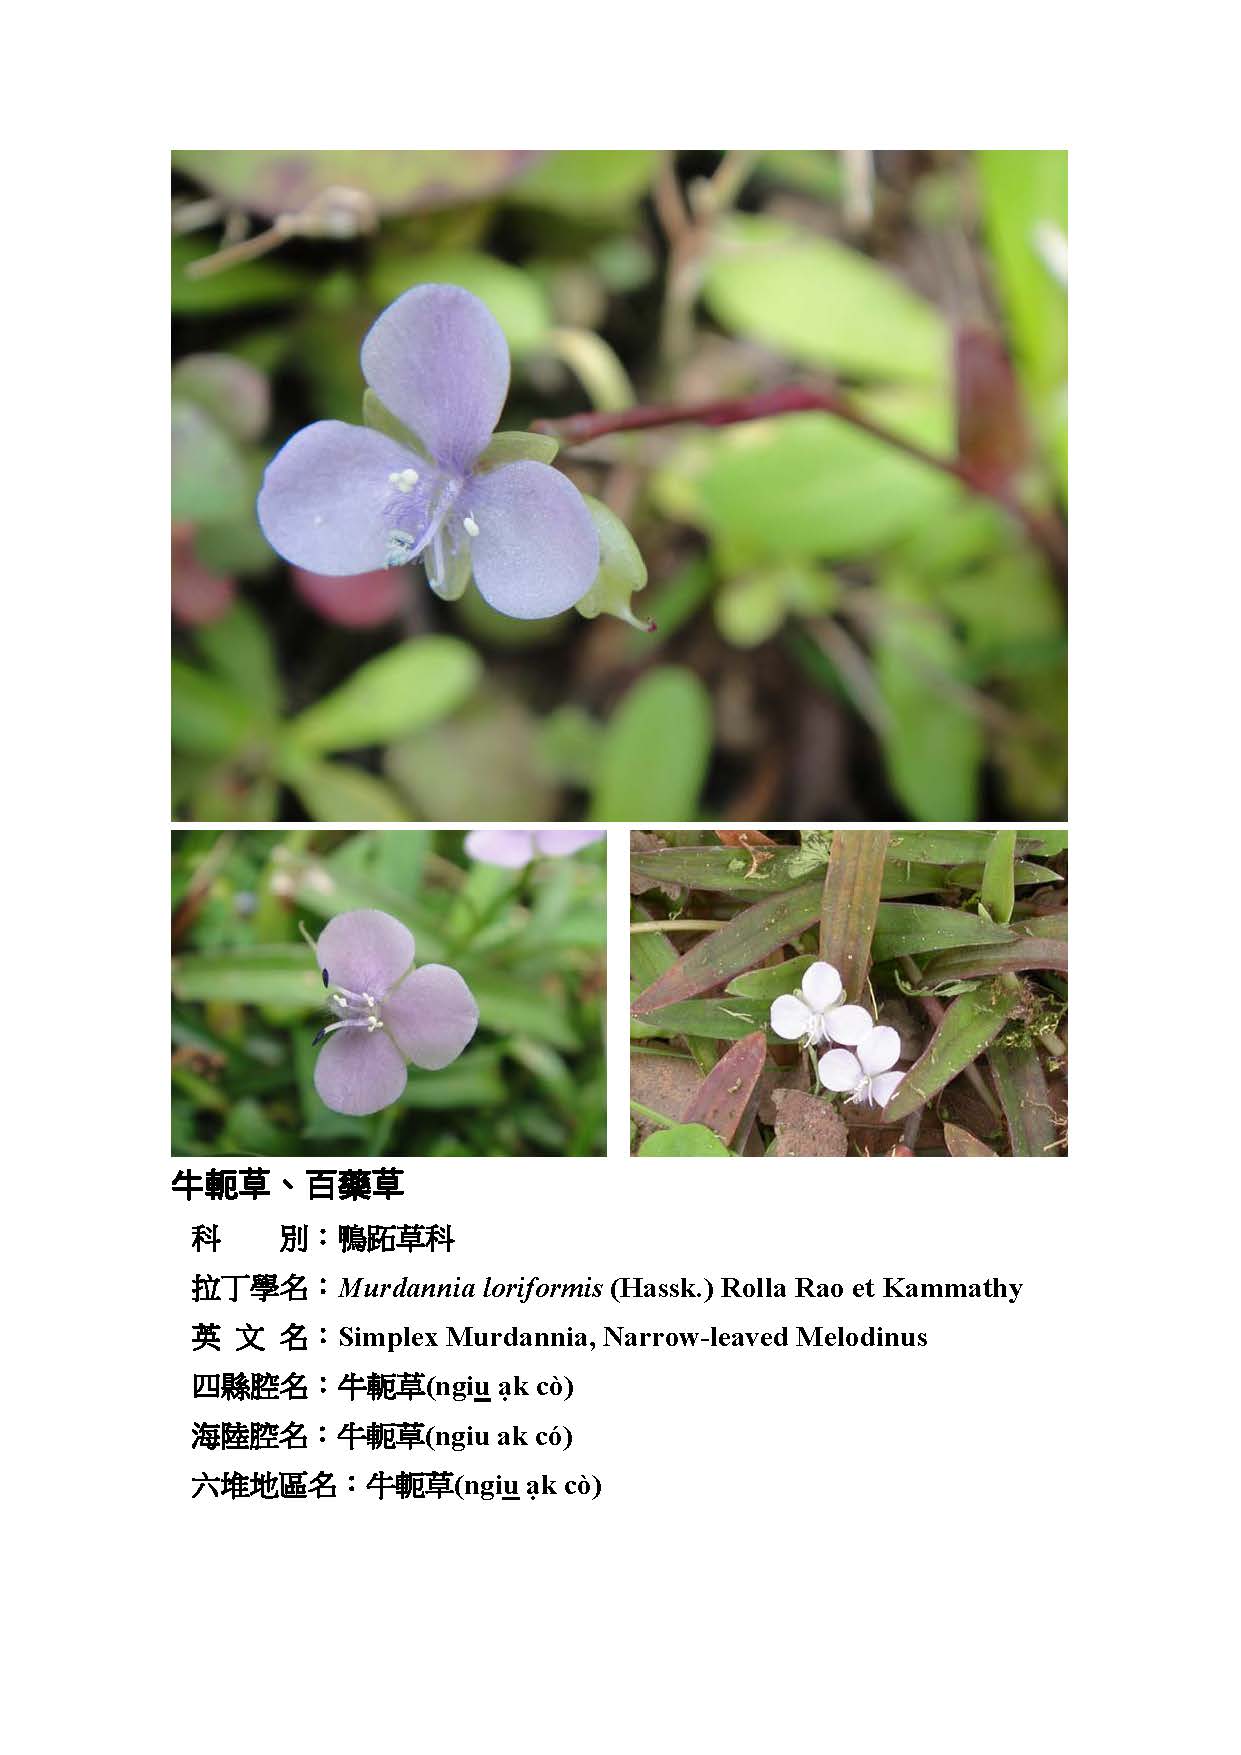 牛軛草、百藥草
科　　別：鴨跖草科
拉丁學名：Murdannia loriformis (Hassk.) Rolla Rao et Kammathy
英 文 名：Simplex Murdannia, Narrow-leaved Melodinus
四縣腔名：牛軛草(ngiu̲ ạk cò)
海陸腔名：牛軛草(ngiu ak có)
六堆地區名：牛軛草(ngiu̲ ạk cò)